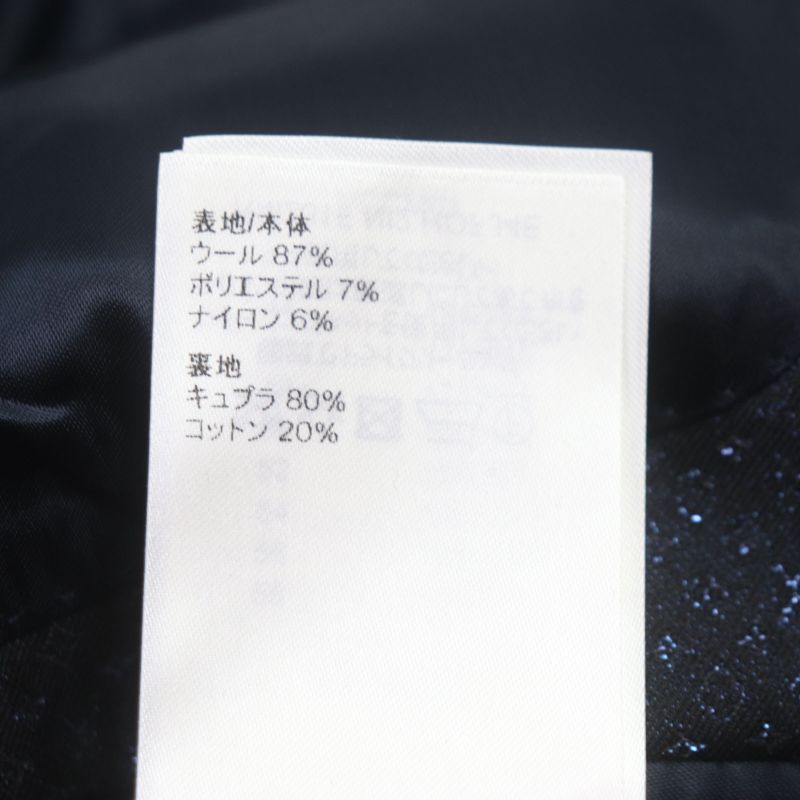 表地/本体
ウール 87%
ポリエステル 7%
ナイロン 6%
裏地
キュプラ 80%
コットン 20%